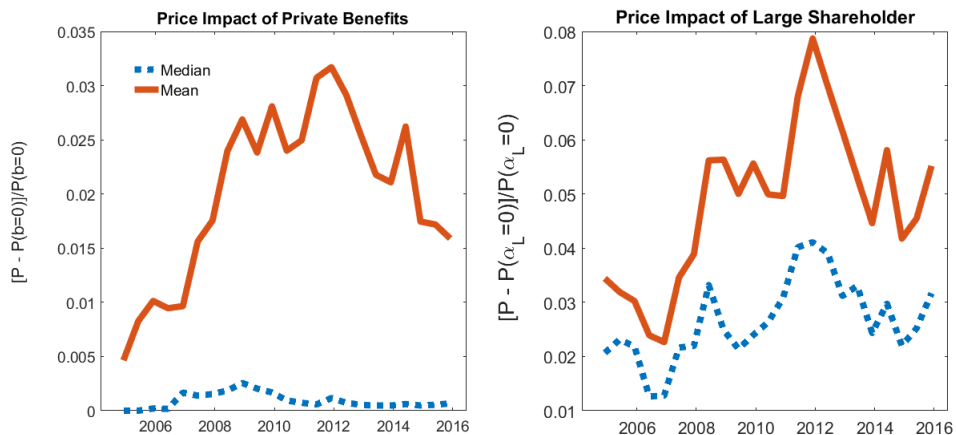 Price Impact of Private Benefits
0.035
0.03
0.025
0.02
0.015
0.01
0.005
0
[P - P(b=0)]/P(b=0)
Median
Mean
2006 2008 2010 2012 2014 2016
Price Impact of Large Shareholder
0.08
0.07
0.06
0.05
0.04
0.03
0.02
0.01
[P - P(α_L=0)]/P(α_L=0)
2006 2008 2010 2012 2014 2016